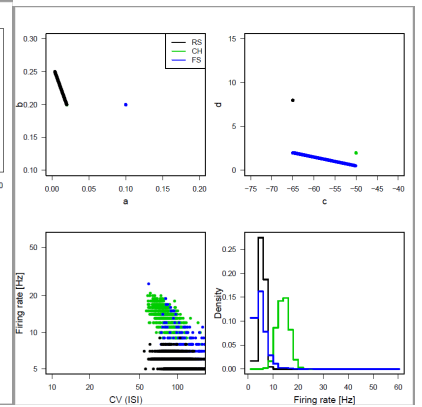 0.30
0.25
0.20
0.15
0.10
b
0.00 0.05 0.10 0.15 0.20
a
RS
CH
FS
15
10
5
0
d
−75 −70 −65 −60 −55 −50 −45 −40
c
50
20
10
5
Firing rate [Hz]
10 20 50 100
CV (ISI)
0.25
0.20
0.15
0.10
0.05
0.00
Density
0 10 20 30 40 50 60
Firing rate [Hz]
0